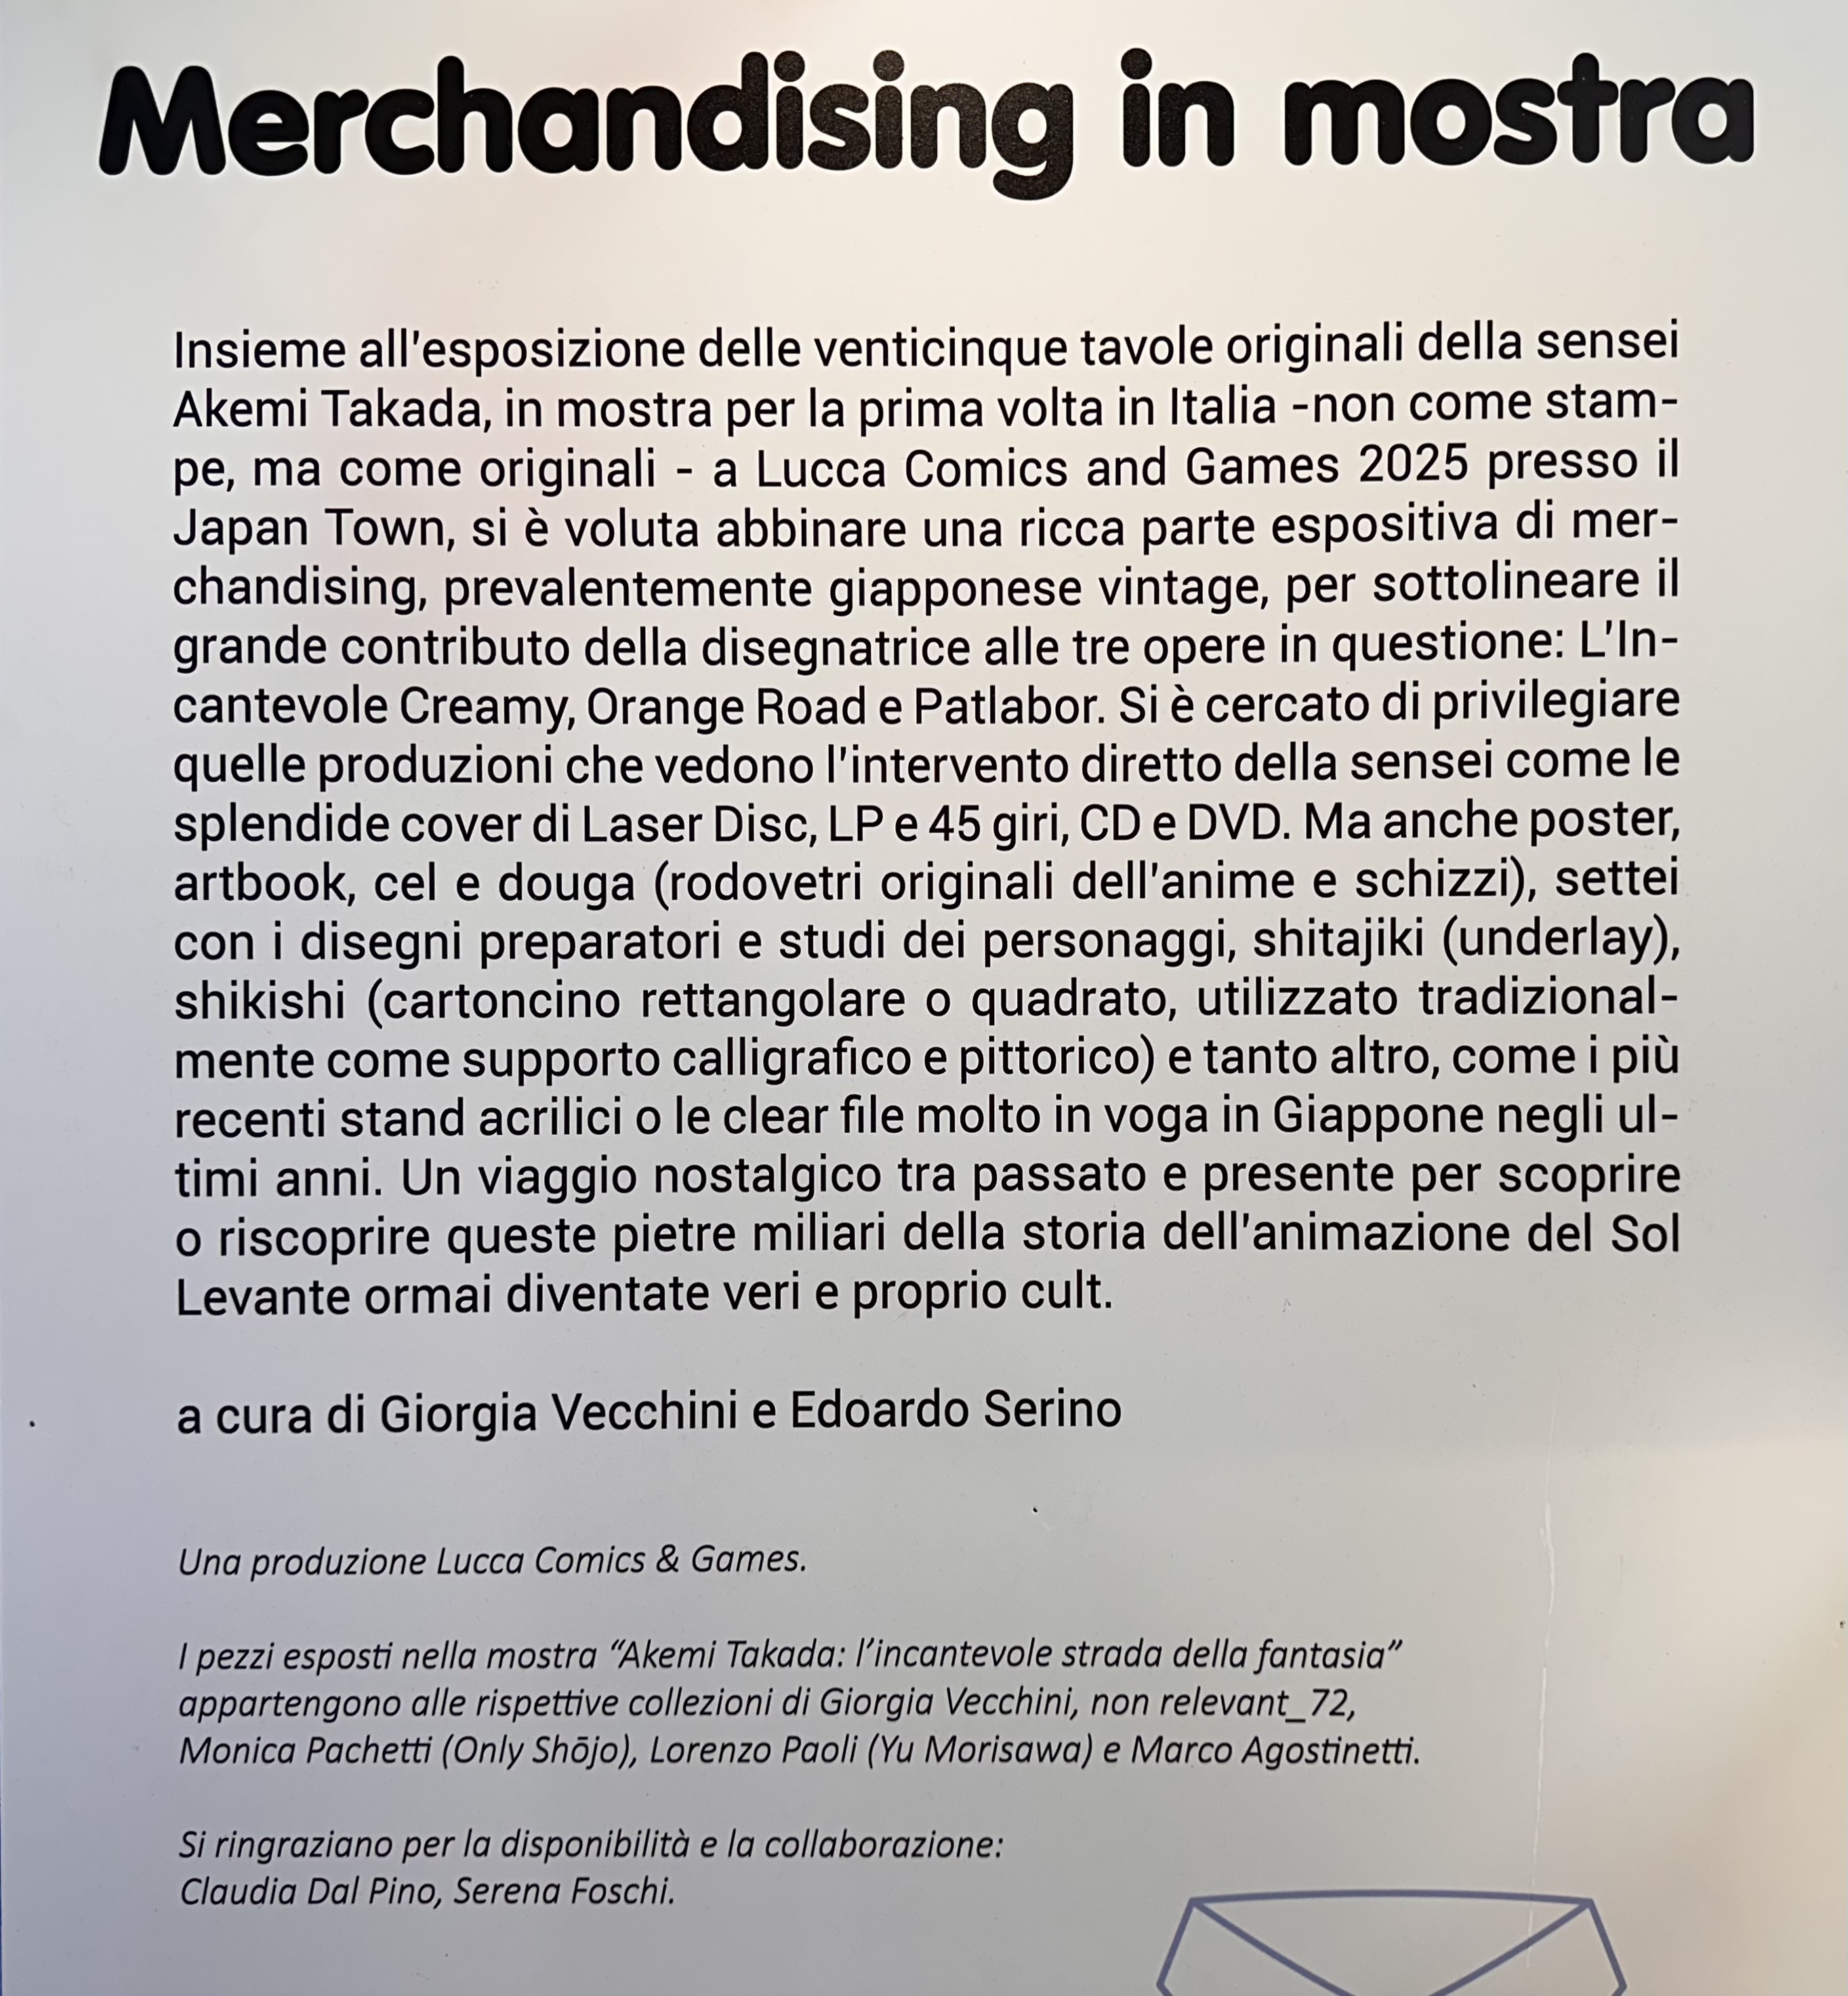 Merchandising in mostra
Insieme all'esposizione delle venticinque tavole originali della sensei
Akemi Takada, in mostra per la prima volta in Italia -non come stam-
pe, ma come originali - a Lucca Comics and Games 2025 presso il
Japan Town, si è voluta abbinare una ricca parte espositiva di mer-
chandising, prevalentemente giapponese vintage, per sottolineare il
grande contributo della disegnatrice alle tre opere in questione: L'In-
cantevole Creamy, Orange Road e Patlabor. Si è cercato di privilegiare
quelle produzioni che vedono l'intervento diretto della sensei come le
splendide cover di Laser Disc, LP e 45 giri, CD e DVD. Ma anche poster,
artbook, cel e douga (rodovetri originali dell'anime e schizzi), settei
con i disegni preparatori e studi dei personaggi, shitajiki (underlay),
shikishi (cartoncino rettangolare o quadrato, utilizzato tradizional-
mente come supporto calligrafico e pittorico) e tanto altro, come i più
recenti stand acrilici o le clear file molto in voga in Giappone negli ul-
timi anni. Un viaggio nostalgico tra passato e presente per scoprire
o riscoprire queste pietre miliari della storia dell'animazione del Sol
Levante ormai diventate veri e proprio cult.
a cura di Giorgia Vecchini e Edoardo Serino
Una produzione Lucca Comics & Games.
I pezzi esposti nella mostra “Akemi Takada: l’incantevole strada della fantasia”
appartengono alle rispettive collezioni di Giorgia Vecchini, non relevant_72,
Monica Pachetti (Only Shōjo), Lorenzo Paoli (Yu Morisawa) e Marco Agostinetti.
Si ringraziano per la disponibilità e la collaborazione:
Claudia Dal Pino, Serena Foschi.